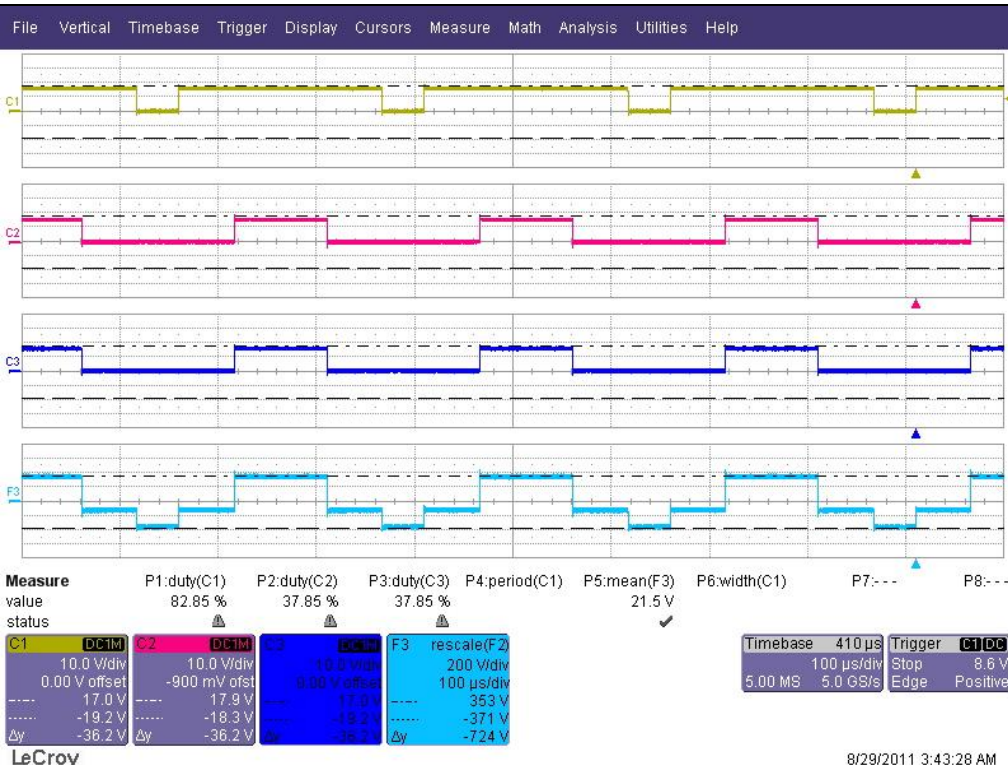 File Vertical Timebase Trigger Display Cursors Measure Math Analysis Utilities Help
C1
C2
C3
F3
Measure P1:duty(C1) P2:duty(C2) P3:duty(C3) P4:period(C1) P5:mean(F3) P6:width(C1) P7:--- P8:---
value 82.85 % 37.85 % 37.85 % 21.5 V
status
C1 DC1M
10.0 V/div
0.00 V offset
17.0 V
-19.2 V
Δy -36.2 V
C2 DC1M
10.0 V/div
-900 mV ofst
17.9 V
-18.3 V
Δy -36.2 V
C3 DC1M
10.0 V/div
0.00 V offset
17.0 V
-19.2 V
Δy -36.2 V
F3 rescale(F2)
200 V/div
100 µs/div
353 V
-371 V
Δy -724 V
Timebase 410 µs
100 µs/div
5.00 MS 5.0 GS/s
Trigger C1 DC
Stop 8.6 V
Edge Positive
LeCroy
8/29/2011 3:43:28 AM